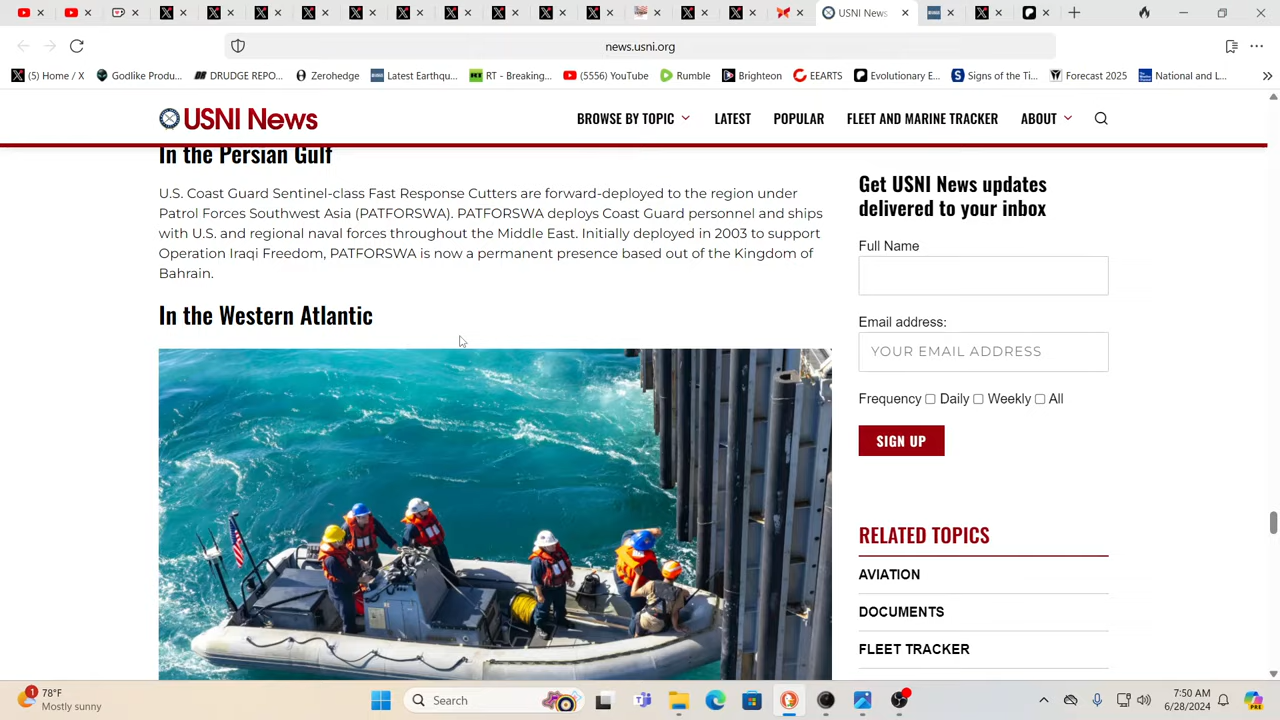 USNI News
news.usni.org
(5) Home / X
Godlike Produ...
DRUDGE REPO...
Zerohedge
Latest Earthqu...
RT - Breaking...
(5556) YouTube
Rumble
Brighteon
EEARTS
Evolutionary E...
Signs of the Ti...
Forecast 2025
National and L...
USNI News
BROWSE BY TOPIC
LATEST
POPULAR
FLEET AND MARINE TRACKER
ABOUT
In the Persian Gulf
U.S. Coast Guard Sentinel-class Fast Response Cutters are forward-deployed to the region under
Patrol Forces Southwest Asia (PATFORSWA). PATFORSWA deploys Coast Guard personnel and ships
with U.S. and regional naval forces throughout the Middle East. Initially deployed in 2003 to support
Operation Iraqi Freedom, PATFORSWA is now a permanent presence based out of the Kingdom of
Bahrain.
In the Western Atlantic
Get USNI News updates
delivered to your inbox
Full Name
Email address:
YOUR EMAIL ADDRESS
Frequency Daily Weekly All
SIGN UP
RELATED TOPICS
AVIATION
DOCUMENTS
FLEET TRACKER
1
78°F
Mostly sunny
Search
7:50 AM
6/28/2024